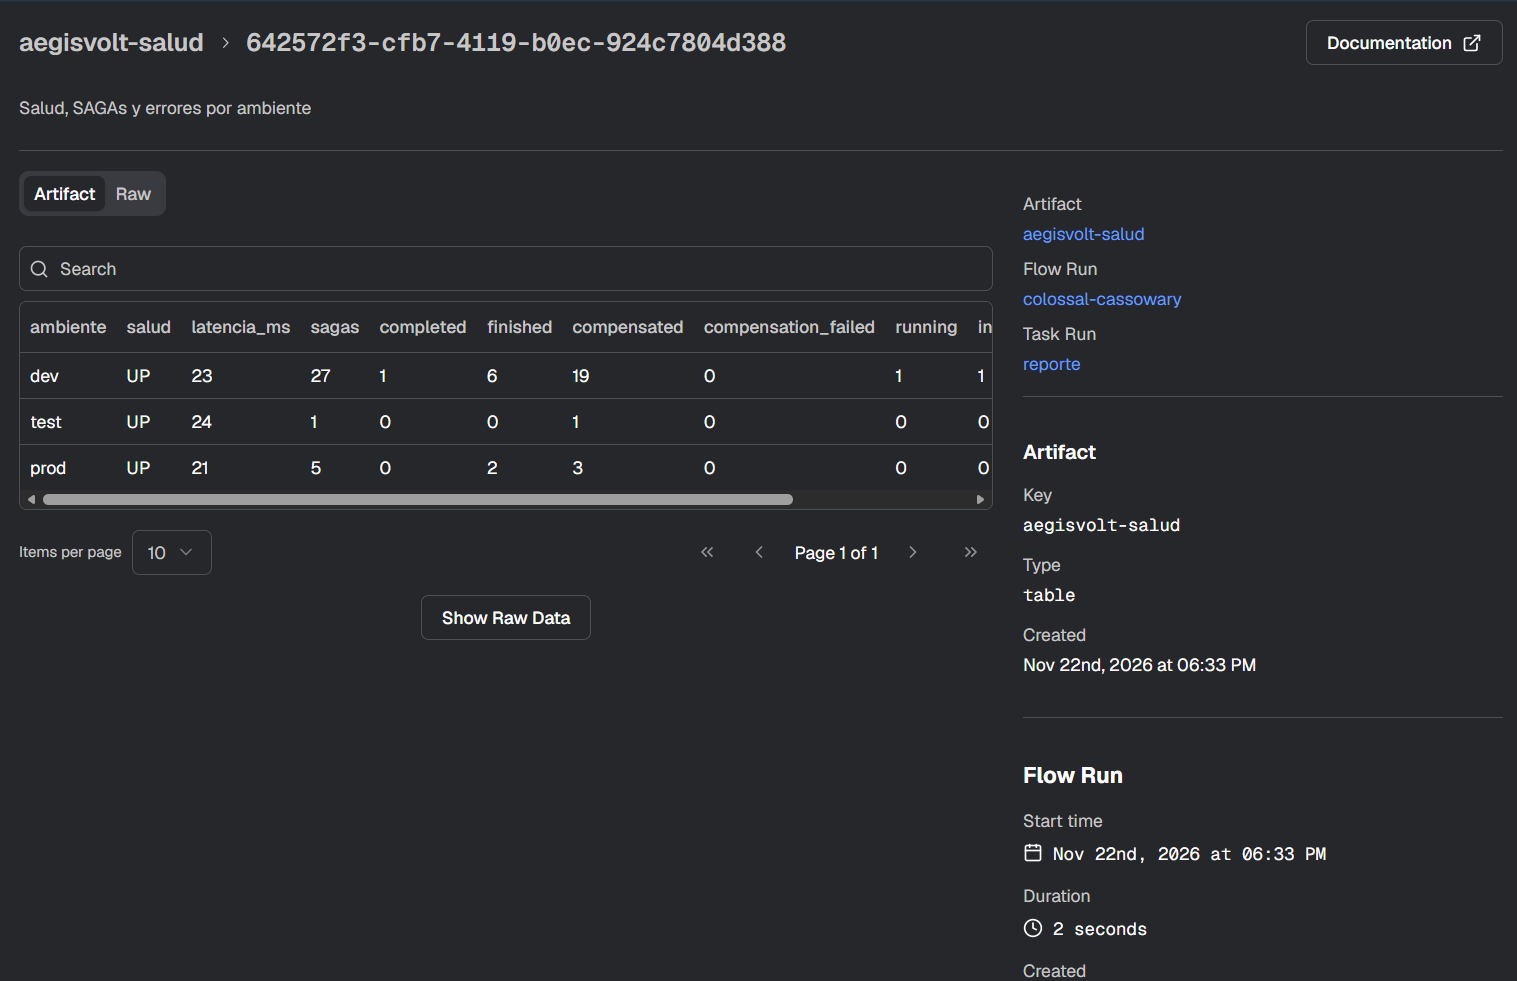 aegisvolt-salud > 642572f3-cfb7-4119-b0ec-924c7804d388
Documentation
Salud, SAGAs y errores por ambiente
Artifact Raw
Search
ambiente salud latencia_ms sagas completed finished compensated compensation_failed running in
dev UP 23 27 1 6 19 0 1 1
test UP 24 1 0 0 1 0 0 0
prod UP 21 5 0 2 3 0 0 0
Items per page 10
« ‹ Page 1 of 1 › »
Show Raw Data
Artifact
aegisvolt-salud
Flow Run
colossal-cassowary
Task Run
reporte
Artifact
Key
aegisvolt-salud
Type
table
Created
Nov 22nd, 2026 at 06:33 PM
Flow Run
Start time
Nov 22nd, 2026 at 06:33 PM
Duration
2 seconds
Created